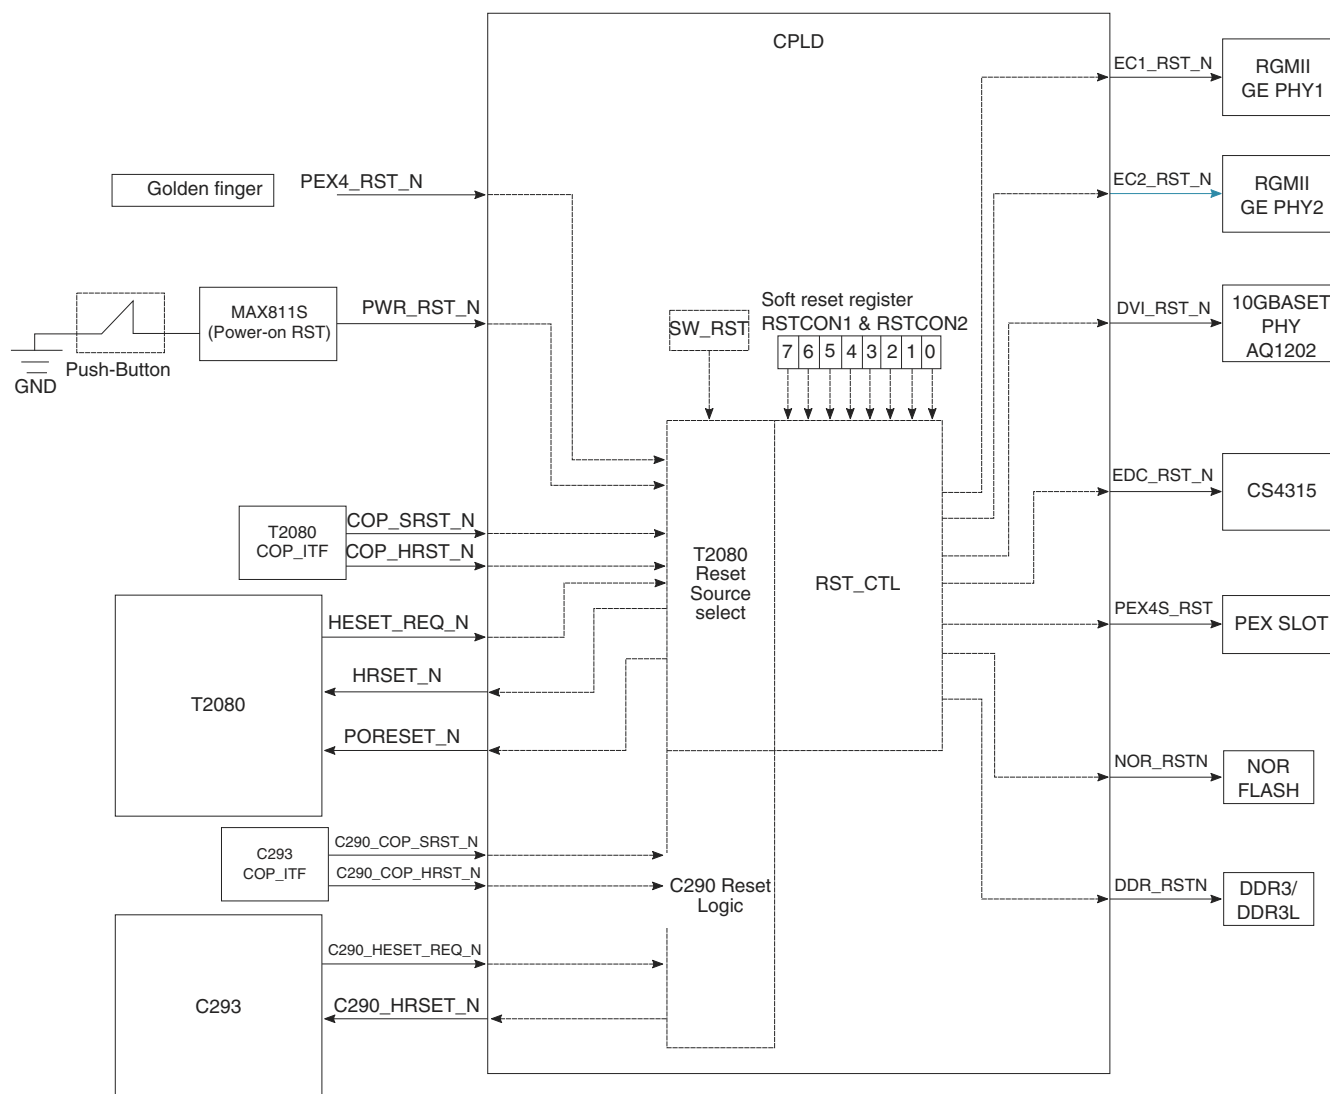 CPLD
EC1_RST_N
RGMII
GE PHY1
Golden finger
PEX4_RST_N
EC2_RST_N
RGMII
GE PHY2
MAX811S
(Power-on RST)
PWR_RST_N
Push-Button
GND
SW_RST
Soft reset register
RSTCON1 & RSTCON2
7 6 5 4 3 2 1 0
DVI_RST_N
10GBASET
PHY
AQ1202
T2080
COP_ITF
COP_SRST_N
COP_HRST_N
T2080
Reset
Source
select
RST_CTL
EDC_RST_N
CS4315
T2080
HESET_REQ_N
HRSET_N
PORESET_N
PEX4S_RST
PEX SLOT
NOR_RSTN
NOR
FLASH
C293
COP_ITF
C290_COP_SRST_N
C290_COP_HRST_N
C290 Reset
Logic
DDR_RSTN
DDR3/
DDR3L
C293
C290_HESET_REQ_N
C290_HRSET_N